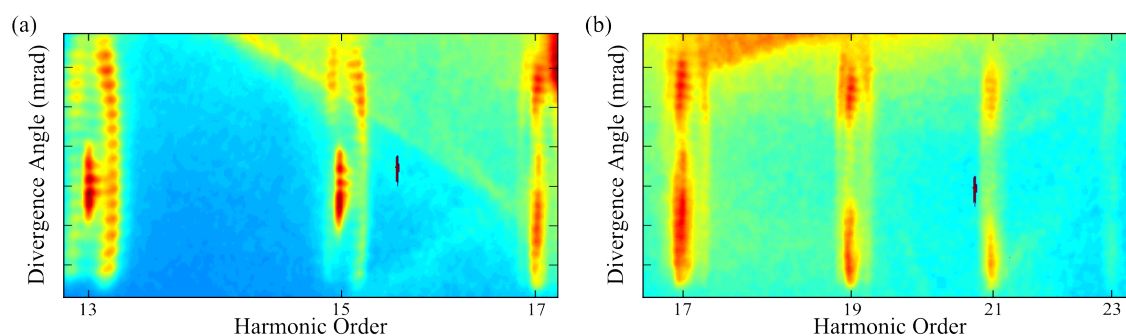 (a)
Divergence Angle (mrad)
13 15 17
Harmonic Order
(b)
Divergence Angle (mrad)
17 19 21 23
Harmonic Order